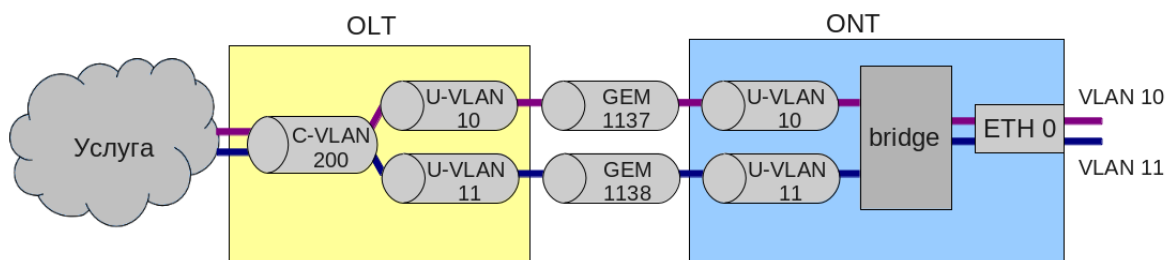 OLT
ONT
Услуга
C-VLAN
200
U-VLAN
10
U-VLAN
11
GEM
1137
GEM
1138
U-VLAN
10
U-VLAN
11
bridge
ETH 0
VLAN 10
VLAN 11